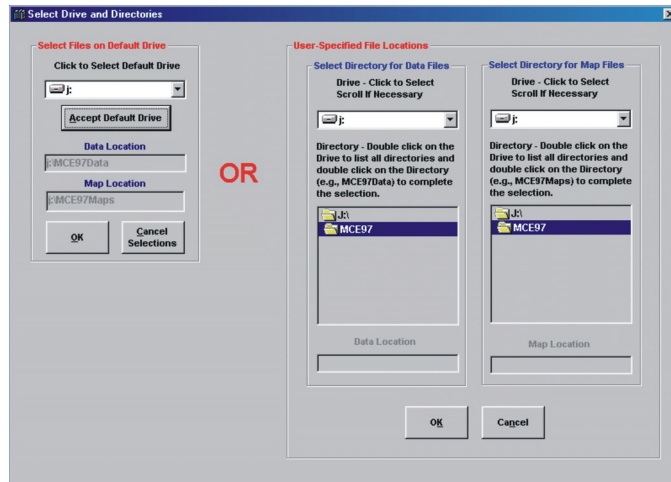 Select Drive and Directories
Select Files on Default Drive
Click to Select Default Drive
j:
Accept Default Drive
Data Location
j:\MCE97Data
Map Location
j:\MCE97Maps
OK
Cancel
Selections
OR
User-Specified File Locations
Select Directory for Data Files
Drive - Click to Select
Scroll If Necessary
j:
Directory - Double click on the
Drive to list all directories and
double click on the Directory
(e.g., MCE97Data) to complete
the selection.
J:\
MCE97
Data Location
Select Directory for Map Files
Drive - Click to Select
Scroll If Necessary
j:
Directory - Double click on the
Drive to list all directories and
double click on the Directory
(e.g., MCE97Maps) to complete
the selection.
J:\
MCE97
Map Location
OK
Cancel